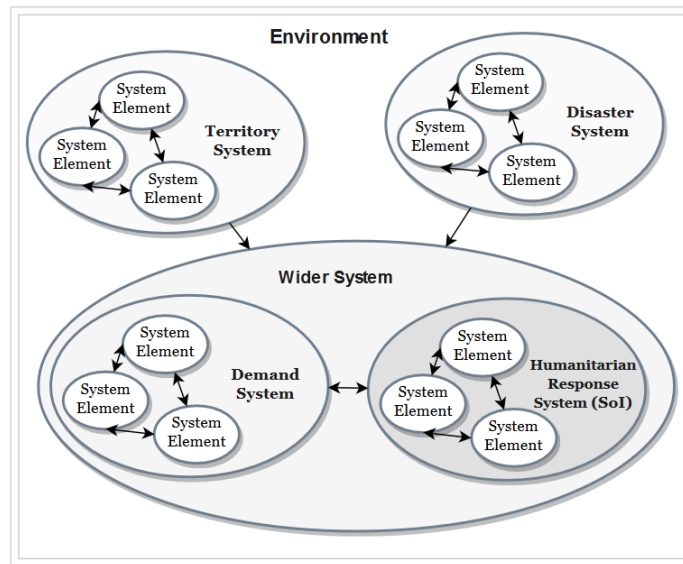 Environment
System
Element
System
Element
System
Element
Territory
System
System
Element
System
Element
System
Element
Disaster
System
Wider System
System
Element
System
Element
System
Element
Demand
System
System
Element
System
Element
System
Element
Humanitarian
Response
System (SoI)